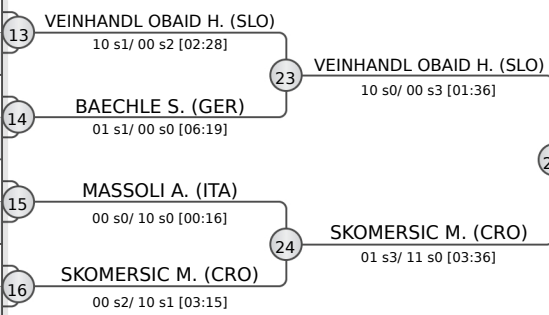 VEINHANDL OBAID H. (SLO)
13
10 s1/ 00 s2 [02:28]
23
VEINHANDL OBAID H. (SLO)
10 s0/ 00 s3 [01:36]
BAECHLE S. (GER)
14
01 s1/ 00 s0 [06:19]
MASSOLI A. (ITA)
15
00 s0/ 10 s0 [00:16]
24
SKOMERSIC M. (CRO)
01 s3/ 11 s0 [03:36]
SKOMERSIC M. (CRO)
16
00 s2/ 10 s1 [03:15]